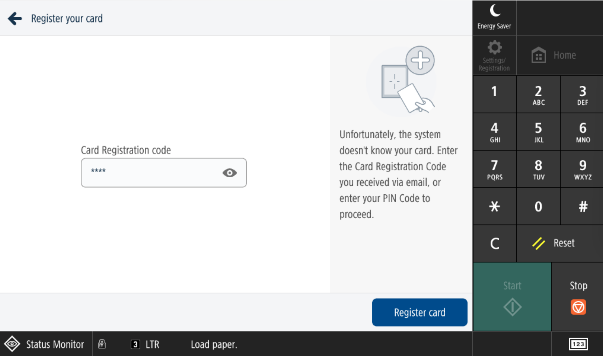 Register your card
Card Registration code
****
Unfortunately, the system
doesn't know your card. Enter
the Card Registration Code
you received via email, or
enter your PIN Code to
proceed.
Register card
Energy Saver
Settings/
Registration
Home
1
2
ABC
3
DEF
4
GHI
5
JKL
6
MNO
7
PQRS
8
TUV
9
WXYZ
*
0
#
C
Reset
Start
Stop
Status Monitor
3
LTR
Load paper.
123